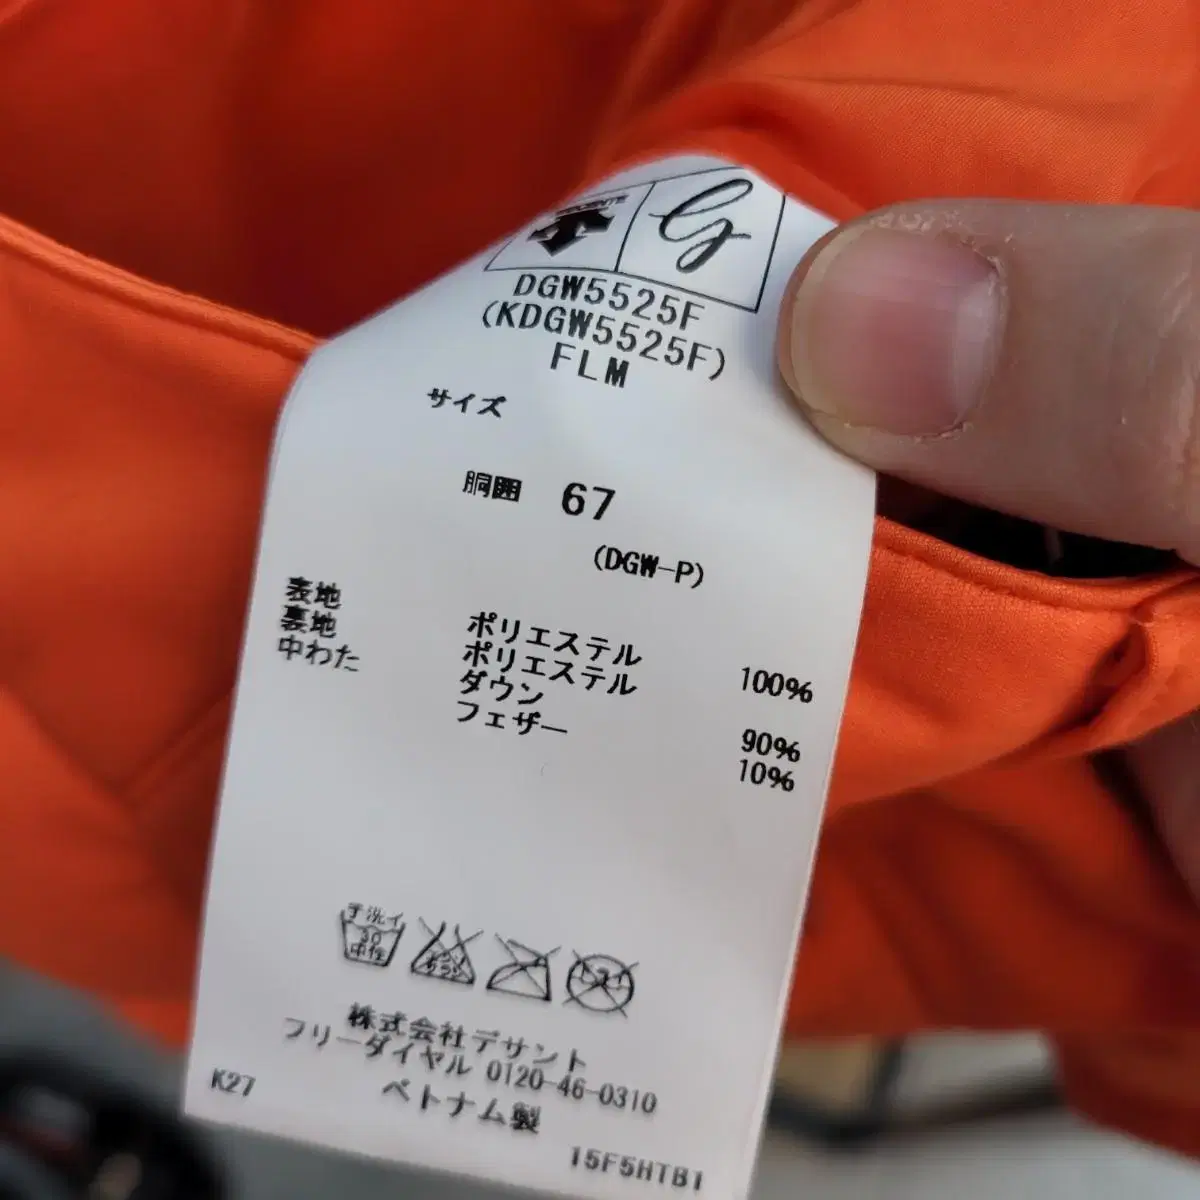 DESCENTE
G
DGW5525F
(KDGW5525F)
FLM
サイズ
胴囲 67
(DGW-P)
表地 ポリエステル 100%
裏地 ポリエステル
中わた ダウン 90%
フェザー 10%
手洗イ
30
中性
株式会社デサント
フリーダイヤル 0120-46-0310
K27 ベトナム製
15F5HTB1